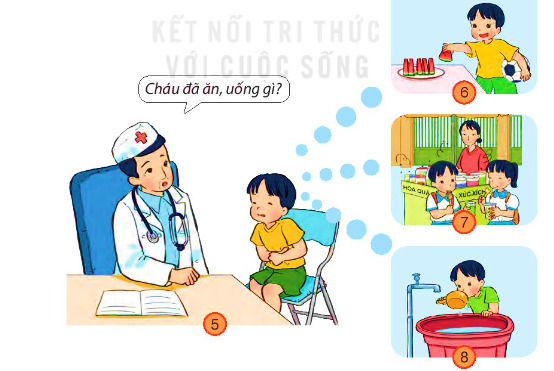 KẾT NỐI TRI THỨC
VỚI CUỘC SỐNG
Cháu đã ăn, uống gì?
5
6
HOA QUẢ
XÚC XÍCH
7
8